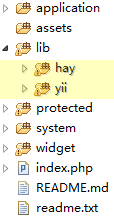 application
assets
lib
hay
yii
protected
system
widget
index.php
README.md
readme.txt